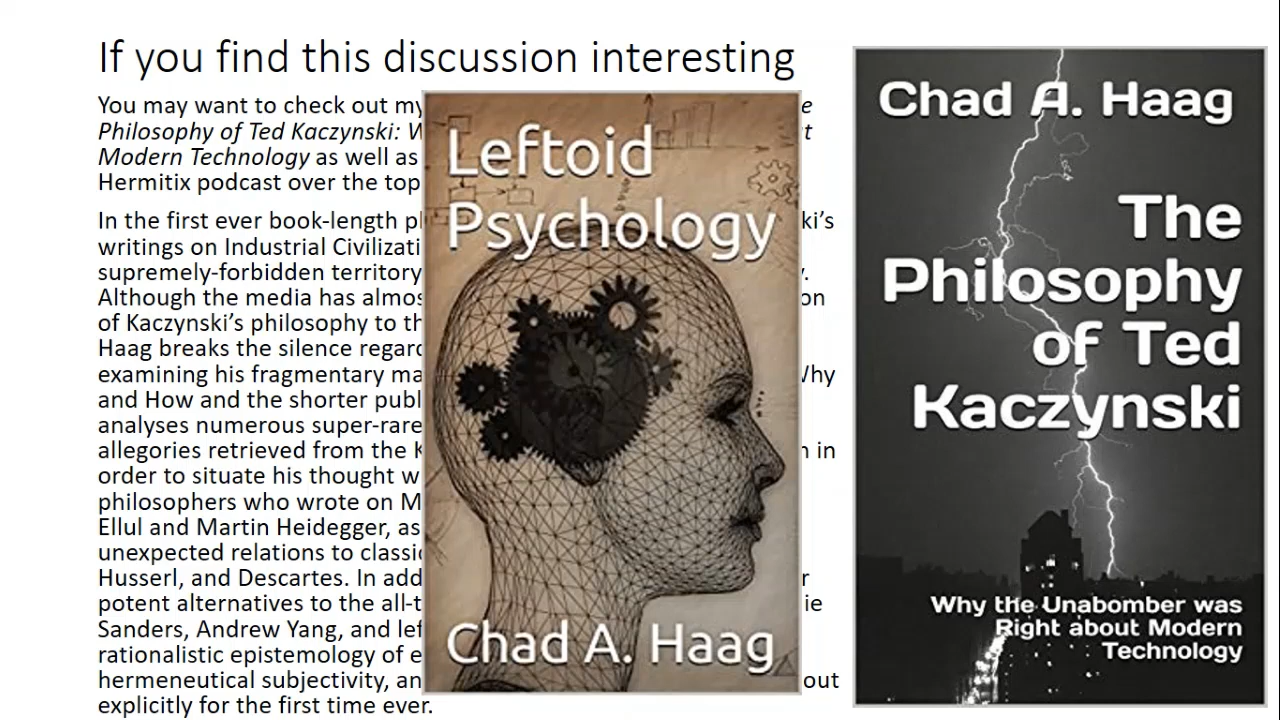 If you find this discussion interesting
You may want to check out my
Philosophy of Ted Kaczynski: W
Modern Technology as well as
Hermitix podcast over the top
In the first ever book-length pl ki's
writings on Industrial Civilizati
supremely-forbidden territory
Although the media has almos on
of Kaczynski's philosophy to th
Haag breaks the silence regard
examining his fragmentary ma Why
and How and the shorter publ
analyses numerous super-rare
allegories retrieved from the K n in
order to situate his thought w
philosophers who wrote on M
Ellul and Martin Heidegger, as
unexpected relations to classic
Husserl, and Descartes. In add r
potent alternatives to the all-t ie
Sanders, Andrew Yang, and lef
rationalistic epistemology of e
hermeneutical subjectivity, an out
explicitly for the first time ever.
Leftoid
Psychology
Chad A. Haag
Chad A. Haag
The
Philosophy
of Ted
Kaczynski
Why the Unabomber was
Right about Modern
Technology